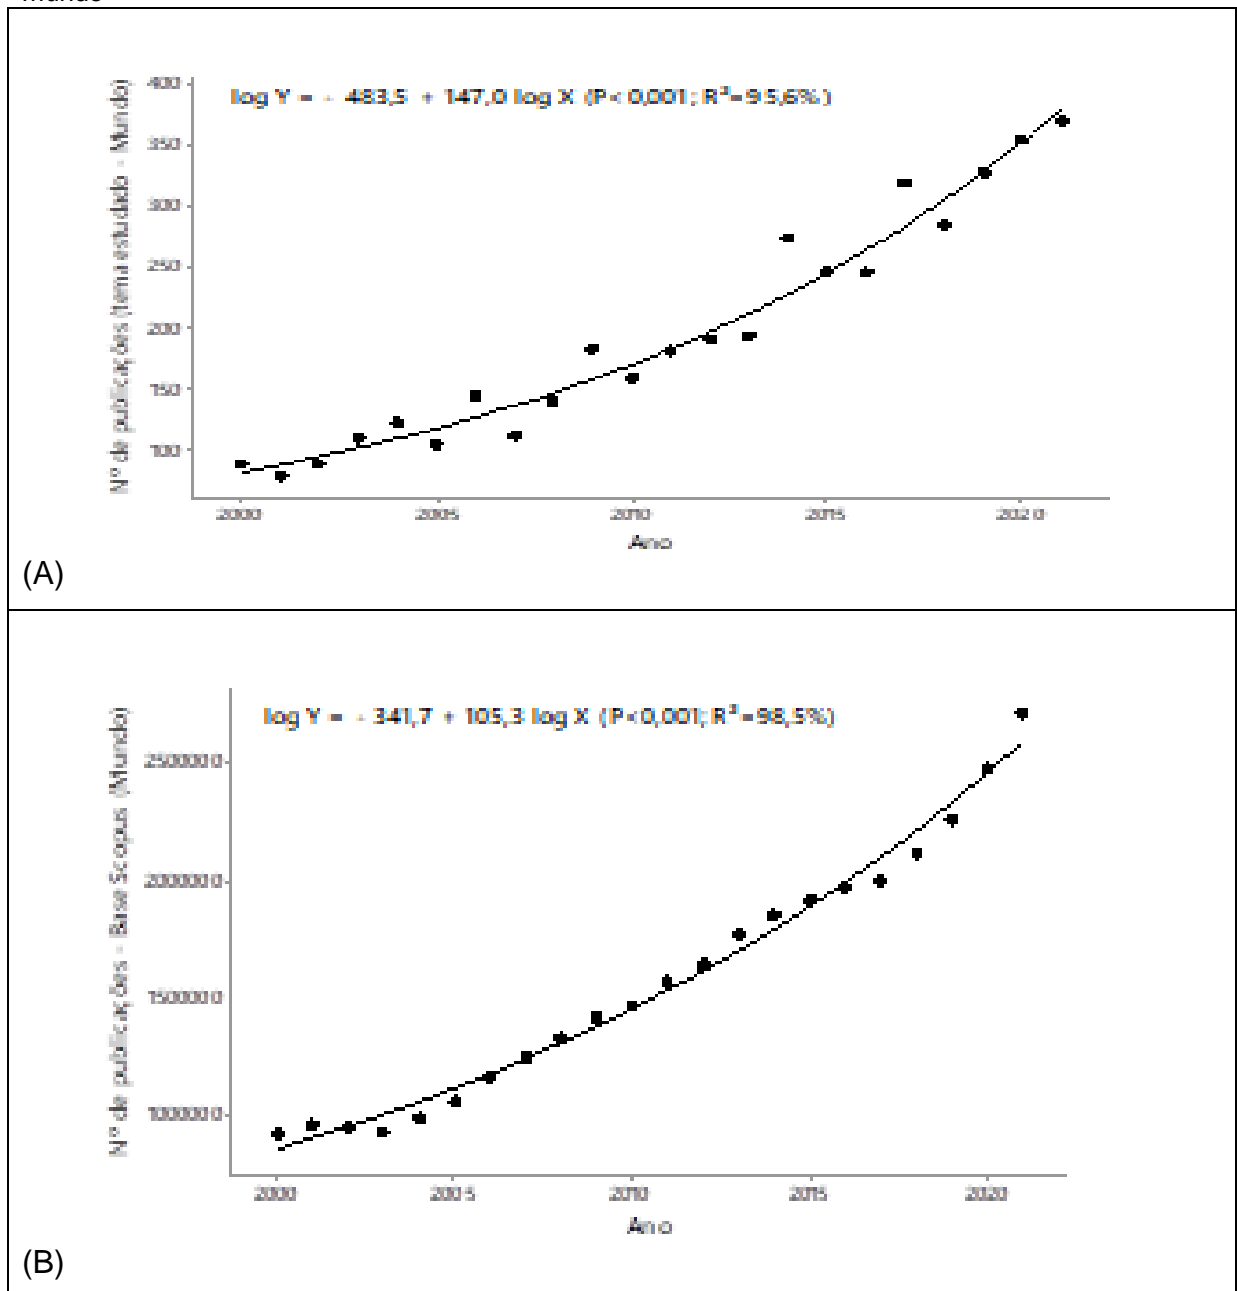 log Y = - 483,5 + 147,0 log X (P< 0,001; R²=95,6%)
Nº de publicações (tema estudado - Mundo)
400
350
300
250
200
150
100
2000 2005 2010 2015 2020
Ano
(A)
log Y = - 341,7 + 105,3 log X (P<0,001; R²=98,5%)
Nº de publicações - Base Scopus (Mundo)
2500000
2000000
1500000
1000000
2000 2005 2010 2015 2020
Ano
(B)